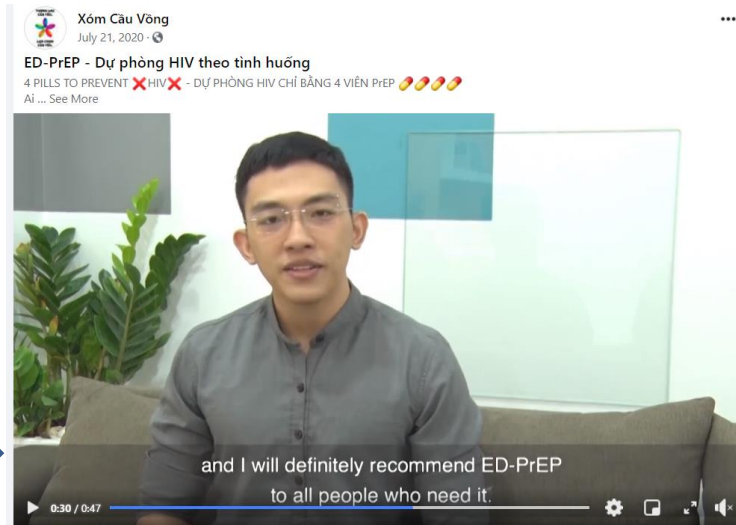 Xóm Cầu Vồng
July 21, 2020
ED-PrEP - Dự phòng HIV theo tình huống
4 PILLS TO PREVENT ❌HIV❌ - DỰ PHÒNG HIV CHỈ BẰNG 4 VIÊN PrEP 💊💊💊💊
Ai ... See More
and I will definitely recommend ED-PrEP
to all people who need it.
0:30 / 0:47